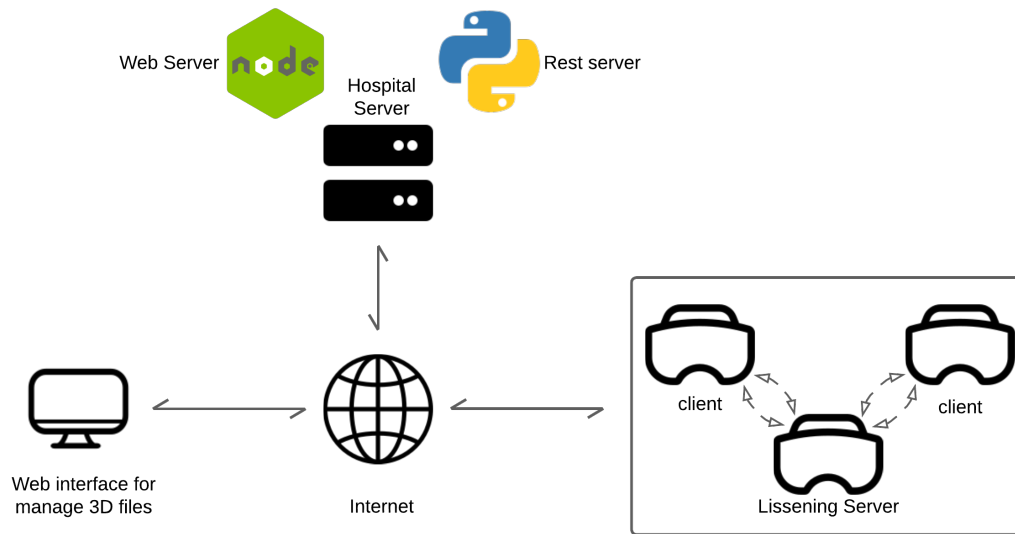 Web Server
node
Rest server
Hospital
Server
client
client
Lissening Server
Web interface for
manage 3D files
Internet